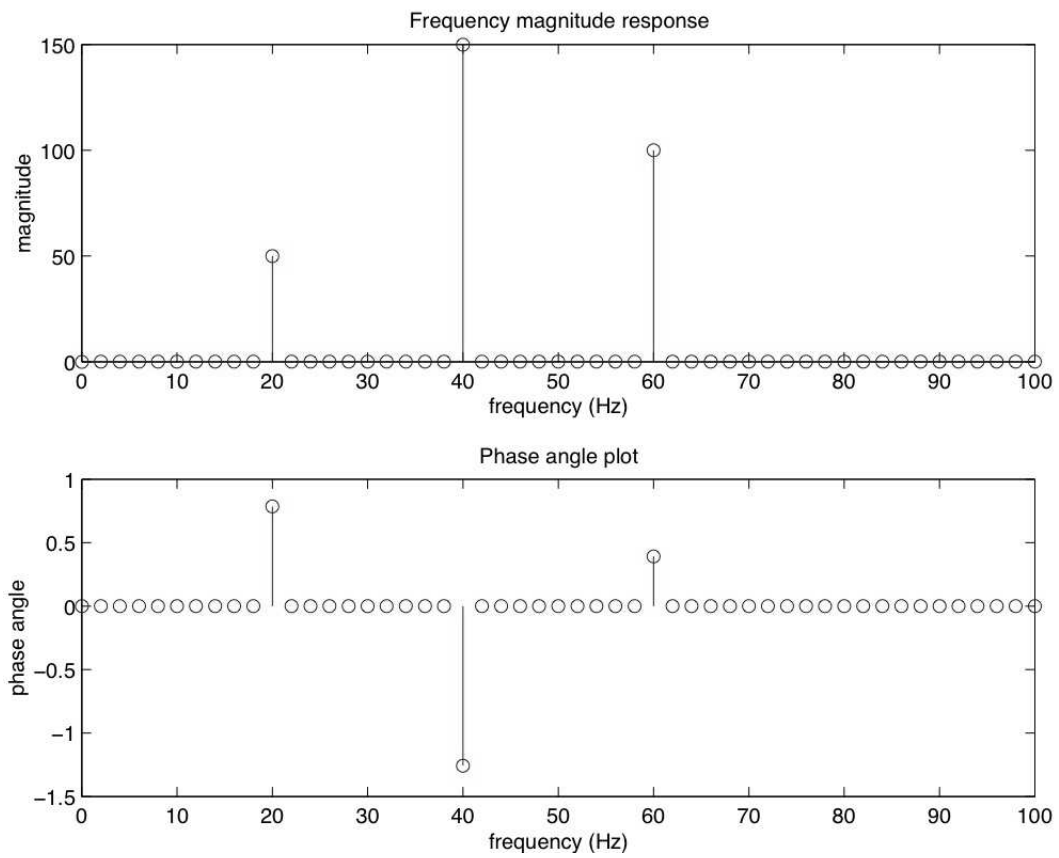 Frequency magnitude response
150
100
50
0
magnitude
0 10 20 30 40 50 60 70 80 90 100
frequency (Hz)
Phase angle plot
1
0.5
0
−0.5
−1
−1.5
phase angle
0 10 20 30 40 50 60 70 80 90 100
frequency (Hz)